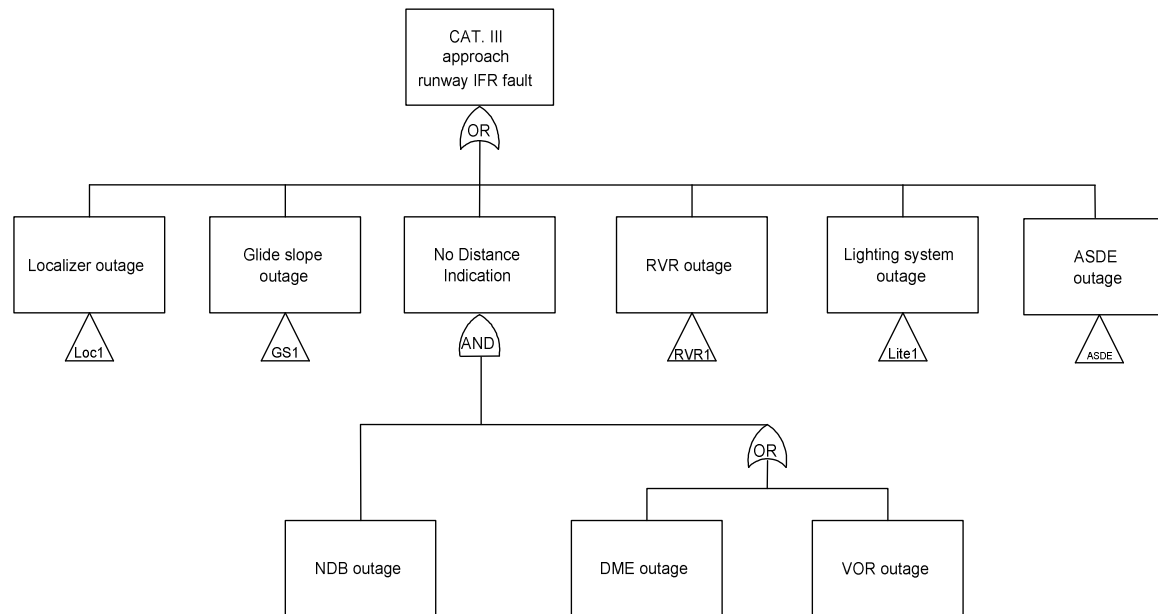 CAT. III
approach
runway IFR fault
OR
Localizer outage
Glide slope
outage
No Distance
Indication
RVR outage
Lighting system
outage
ASDE
outage
Loc1
GS1
AND
RVR1
Lite1
ASDE
OR
NDB outage
DME outage
VOR outage